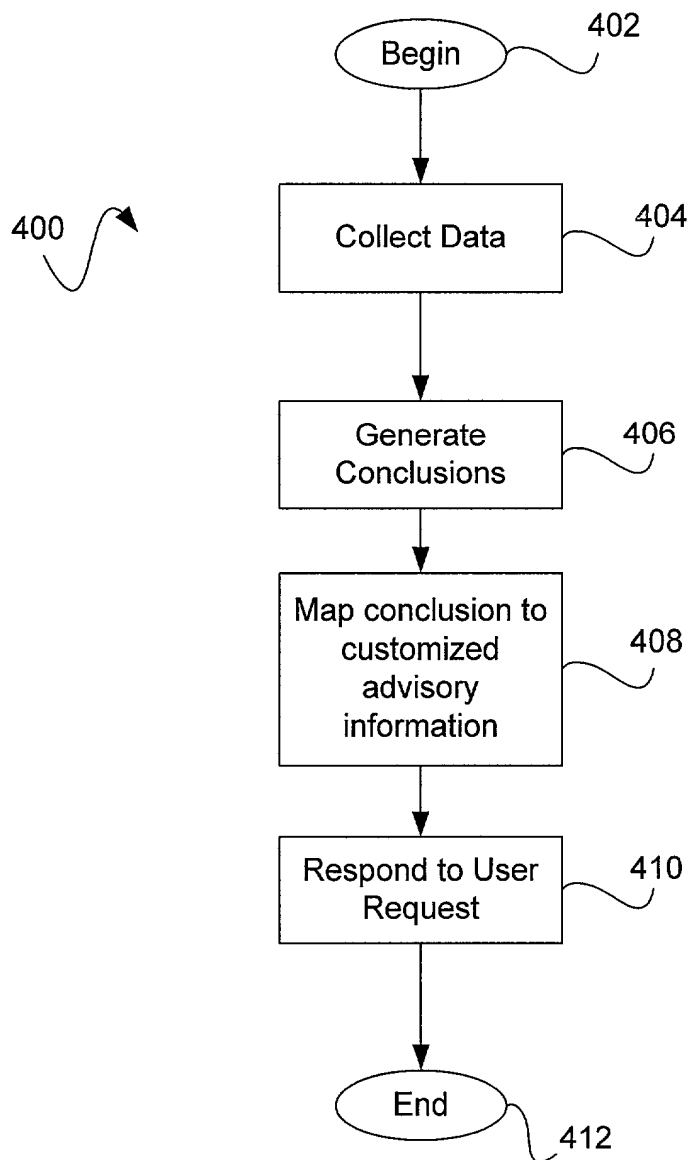 Begin
402
400
Collect Data
404
Generate
Conclusions
406
Map conclusion to
customized
advisory
information
408
Respond to User
Request
410
End
412